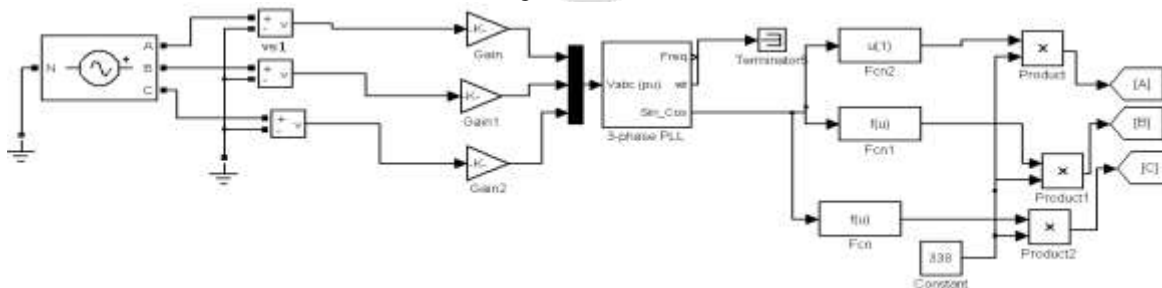 N
A
B
C
+
+
-
v
vs1
+
-
v
+
-
v
-K-
Gain
-K-
Gain1
-K-
Gain2
Vabc (pu)
Freq
wt
Sin_Cos
3-phase PLL
Terminator5
u(1)
Fcn2
f(u)
Fcn1
f(u)
Fcn
338
Constant
×
Product
×
Product1
×
Product2
[A]
[B]
[C]